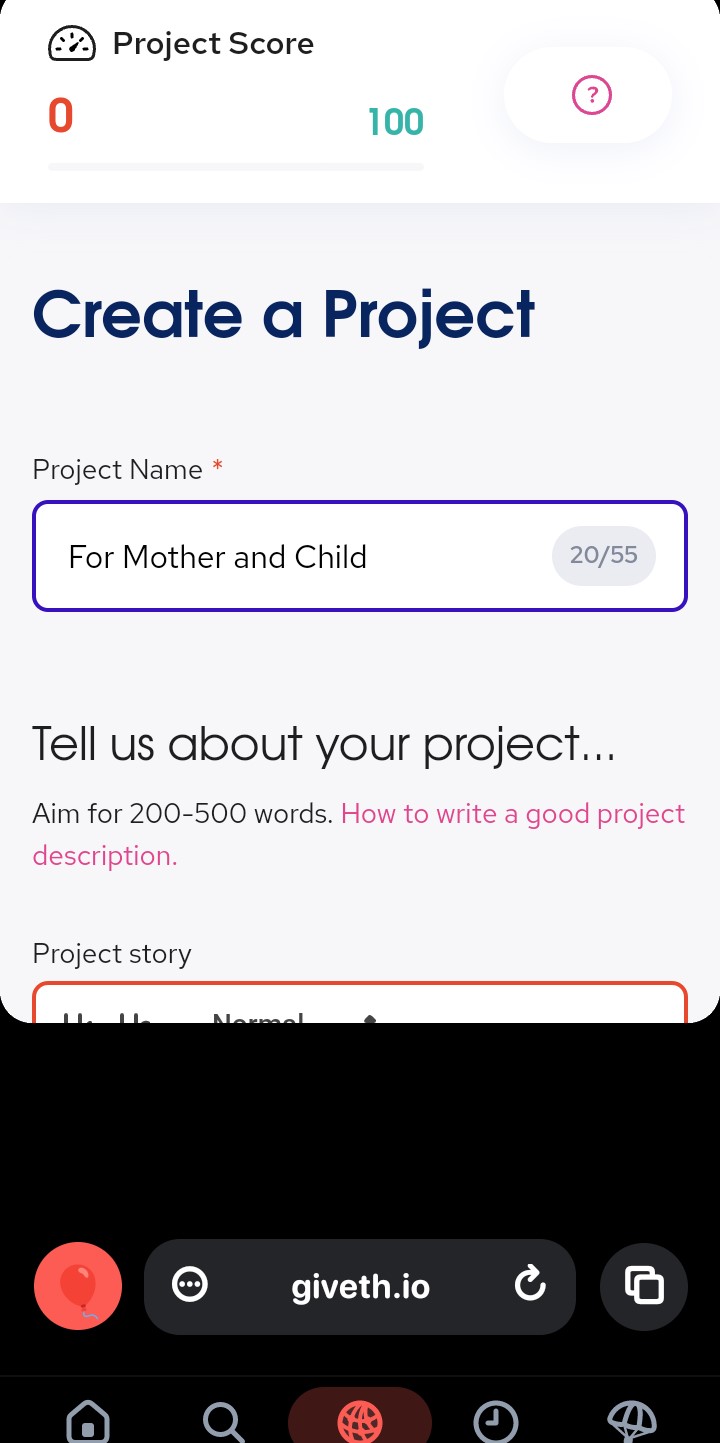 Project Score
0
100
?
Create a Project
Project Name *
For Mother and Child
20/55
Tell us about your project...
Aim for 200-500 words. How to write a good project
description.
Project story
Normal
giveth.io